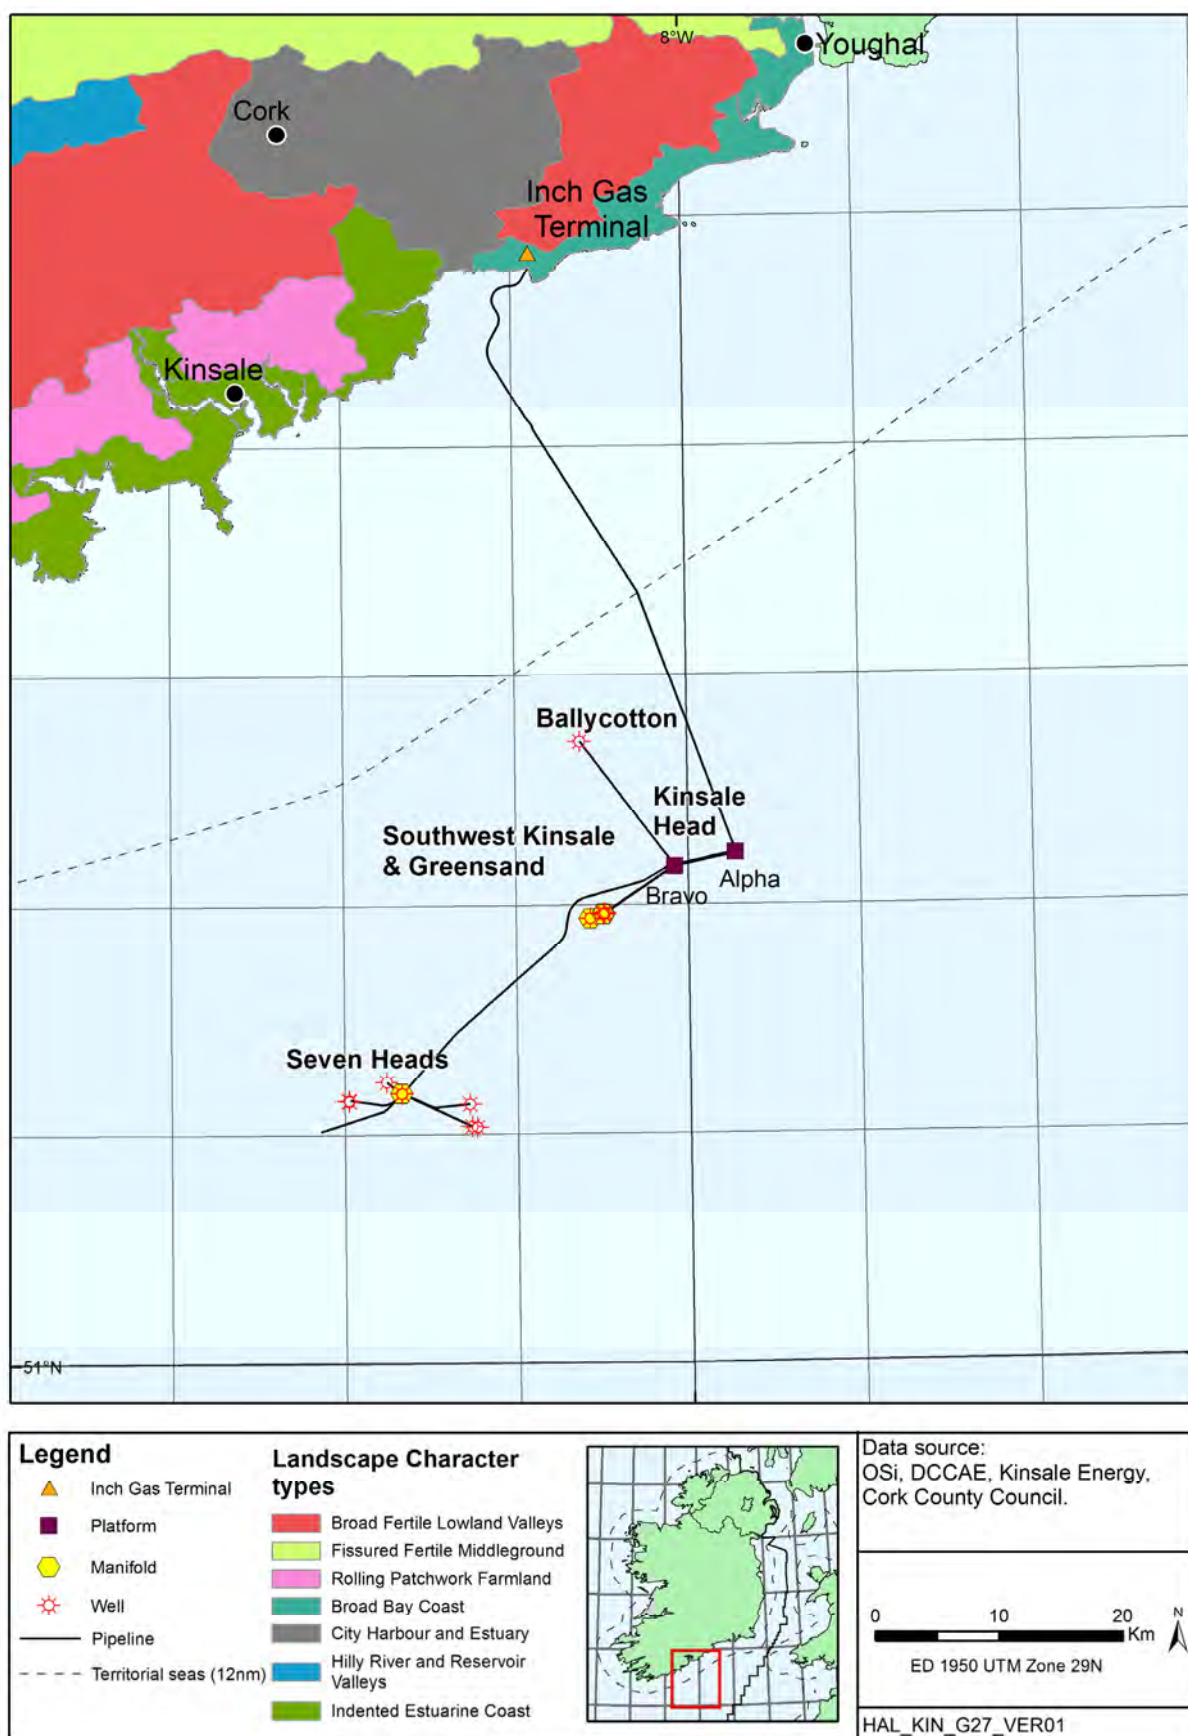 8°W
Youghal
Cork
Inch Gas
Terminal
Kinsale
Ballycotton
Kinsale
Head
Southwest Kinsale
& Greensand
Alpha
Bravo
Seven Heads
51°N
Legend
Inch Gas Terminal
Platform
Manifold
Well
Pipeline
Territorial seas (12nm)
Landscape Character
types
Broad Fertile Lowland Valleys
Fissured Fertile Middleground
Rolling Patchwork Farmland
Broad Bay Coast
City Harbour and Estuary
Hilly River and Reservoir
Valleys
Indented Estuarine Coast
Data source:
OSi, DCCAE, Kinsale Energy,
Cork County Council.
0 10 20
Km
N
ED 1950 UTM Zone 29N
HAL_KIN_G27_VER01